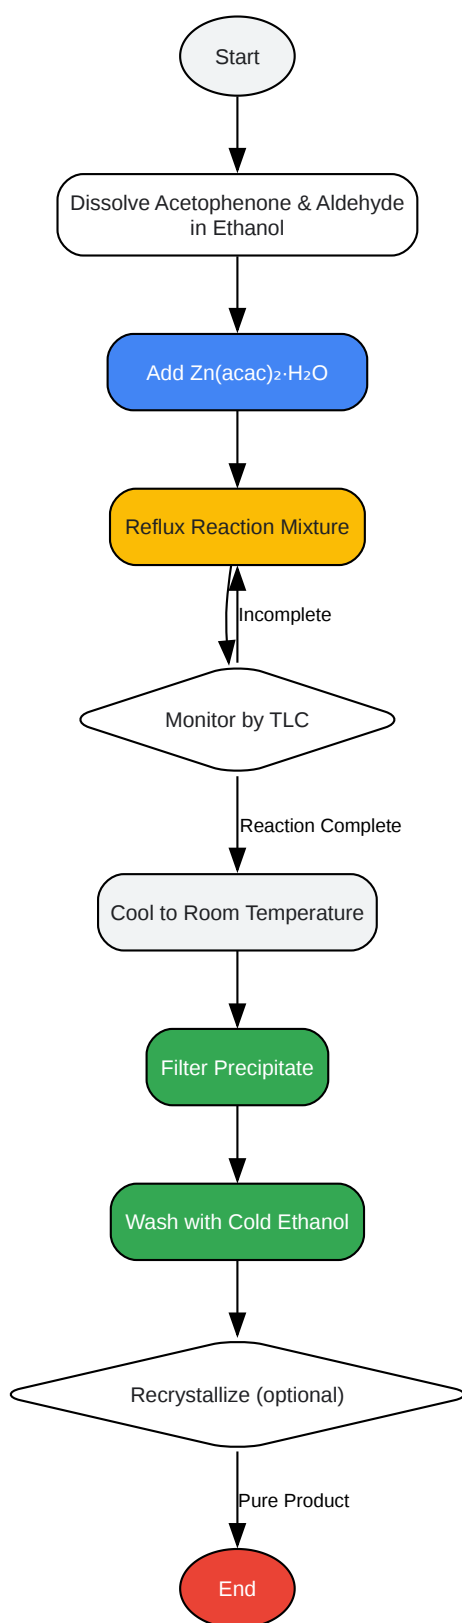 Start
Dissolve Acetophenone & Aldehyde
in Ethanol
Add Zn(acac)₂·H₂O
Reflux Reaction Mixture
Incomplete
Monitor by TLC
Reaction Complete
Cool to Room Temperature
Filter Precipitate
Wash with Cold Ethanol
Recrystallize (optional)
Pure Product
End